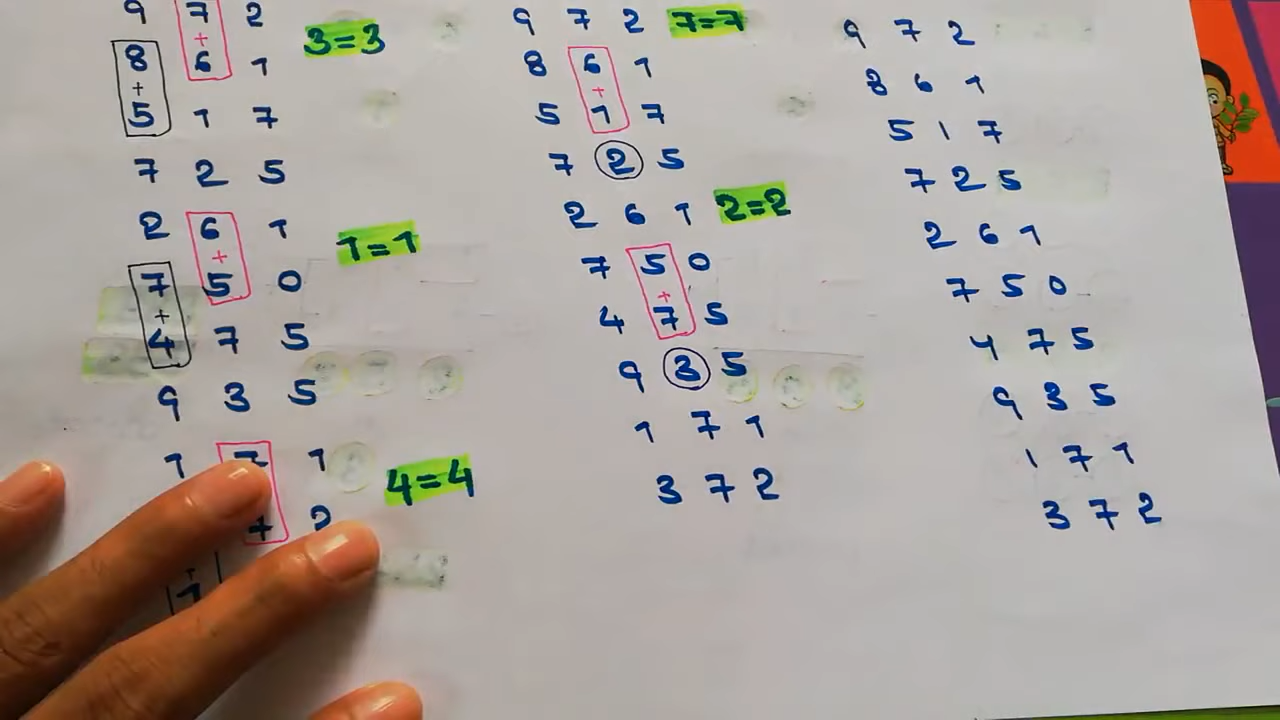 9 7 2 3=3
+
8 6 1
+
5 1 7
7 2 5
2 6 1 1=1
+
7 5 0
+
4 7 5
9 3 5
1 7 1 4=4
7 2
+
1
9 7 2 7=7
8 6 1
+
5 1 7
7 2 5
2 6 1 2=2
7 5 0
+
4 7 5
9 3 5
1 7 1
3 7 2
9 7 2
8 6 1
5 1 7
7 2 5
2 6 1
7 5 0
4 7 5
9 3 5
1 7 1
3 7 2